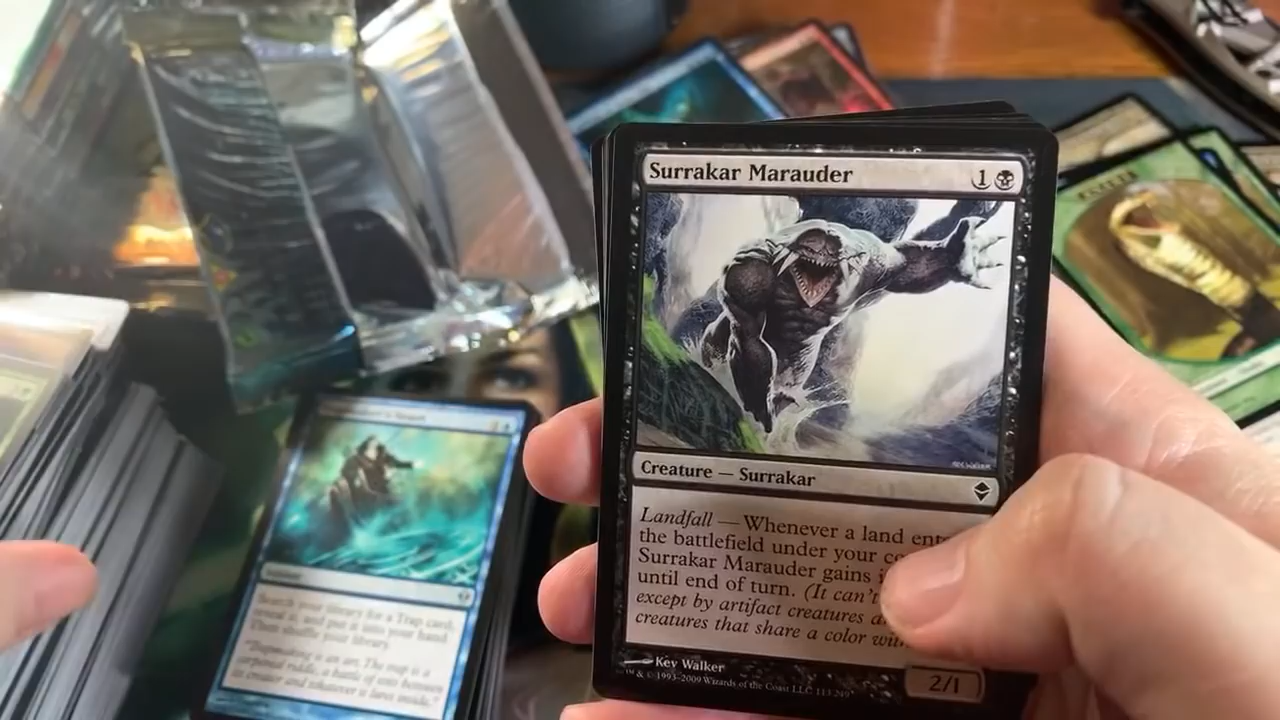 Surrakar Marauder
1
Creature — Surrakar
Landfall — Whenever a land
the battlefield under your
Surrakar Marauder gains
until end of turn. (It can't
except by artifact creatures
creatures that share a color
Kev Walker
2/1
™ & © 1993–2009 Wizards of the Coast LLC 113/249
Search your library for a Trap card,
reveal it, and put it into your hand.
Then shuffle your library.